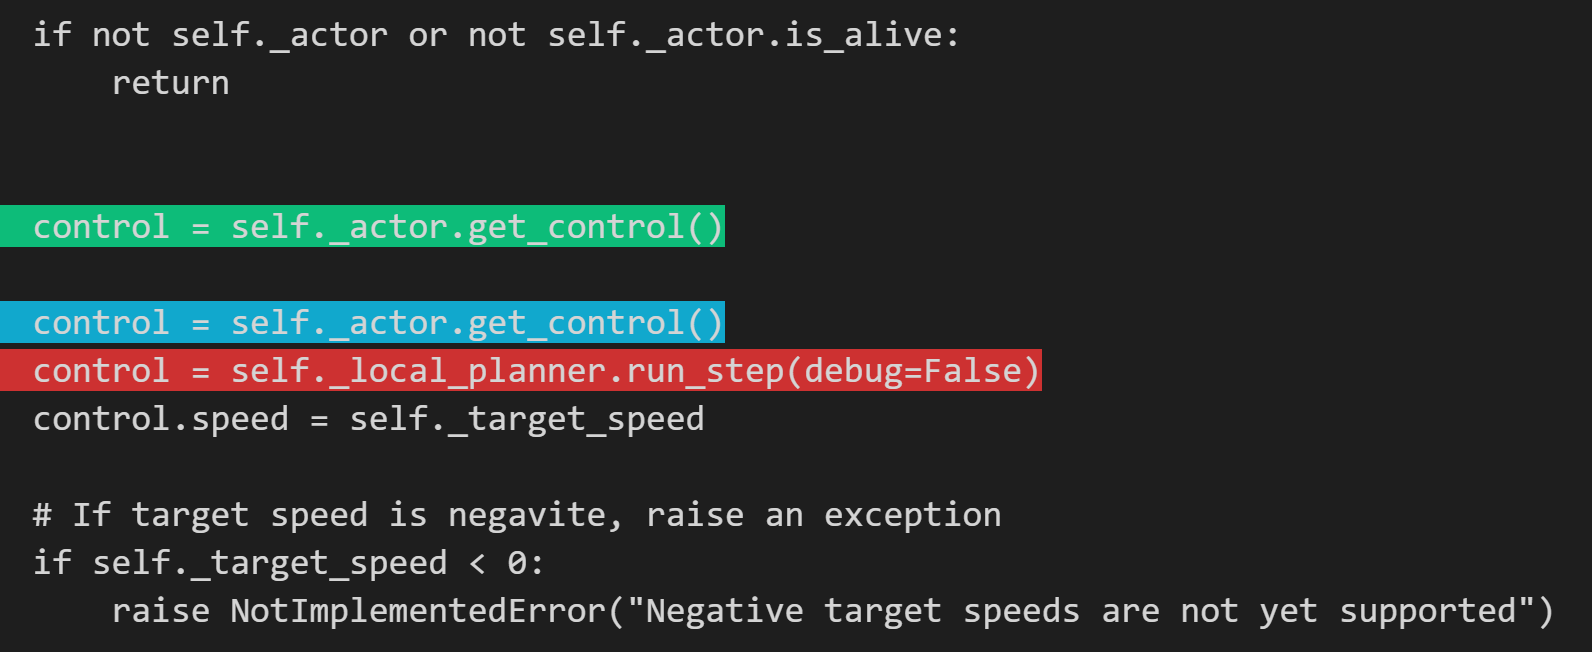 if not self._actor or not self._actor.is_alive:
    return
control = self._actor.get_control()
control = self._actor.get_control()
control = self._local_planner.run_step(debug=False)
control.speed = self._target_speed
# If target speed is negavite, raise an exception
if self._target_speed < 0:
    raise NotImplementedError("Negative target speeds are not yet supported")